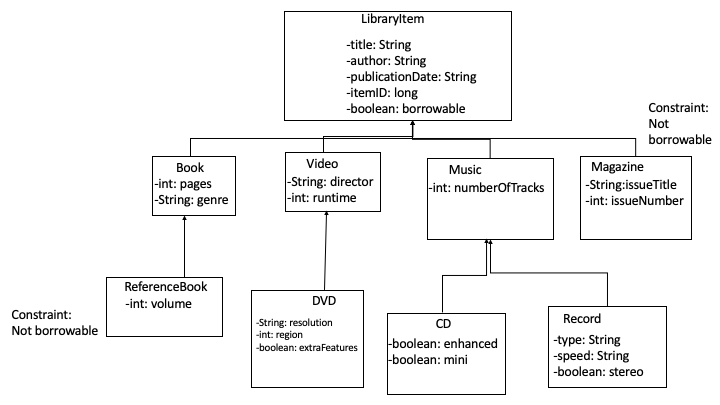 LibraryItem
-title: String
-author: String
-publicationDate: String
-itemID: long
-boolean: borrowable
Constraint:
Not
borrowable
Book
-int: pages
-String: genre
Video
-String: director
-int: runtime
Music
-int: numberOfTracks
Magazine
-String:issueTitle
-int: issueNumber
ReferenceBook
-int: volume
Constraint:
Not borrowable
DVD
-String: resolution
-int: region
-boolean: extraFeatures
CD
-boolean: enhanced
-boolean: mini
Record
-type: String
-speed: String
-boolean: stereo